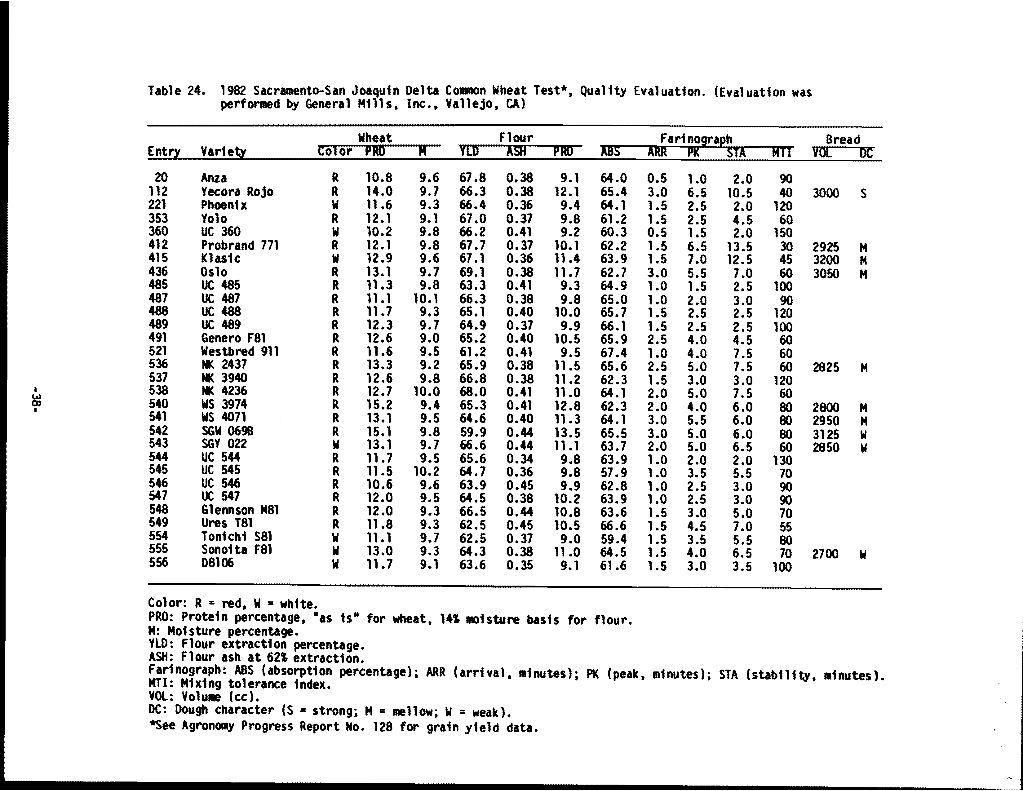 Table 24. 1982 Sacramento-San Joaquin Delta Common Wheat Test*, Quality Evaluation. (Evaluation was
performed by General Mills, Inc., Vallejo, CA)
Wheat Flour Farinograph Bread
Entry Variety Color PRO M YLD ASH PRO ABS ARR PK STA MTI VOL DC
20 Anza R 10.8 9.6 67.8 0.38 9.1 64.0 0.5 1.0 2.0 90
112 Yecora Rojo R 14.0 9.7 66.3 0.38 12.1 65.4 3.0 6.5 10.5 40 3000 S
221 Phoenix W 11.6 9.3 66.4 0.36 9.4 64.1 1.5 2.5 2.0 120
353 Yolo R 12.1 9.1 67.0 0.37 9.8 61.2 1.5 2.5 4.5 60
360 UC 360 W 10.2 9.8 66.2 0.41 9.2 60.3 0.5 1.5 2.0 150
412 Probrand 771 R 12.1 9.8 67.7 0.37 10.1 62.2 1.5 6.5 13.5 30 2925 M
415 Klasic W 12.9 9.6 67.1 0.36 11.4 63.9 1.5 7.0 12.5 45 3200 M
436 Oslo R 13.1 9.7 69.1 0.38 11.7 62.7 3.0 5.5 7.0 60 3050 M
485 UC 485 R 11.3 9.8 63.3 0.41 9.3 64.9 1.0 1.5 2.5 100
487 UC 487 R 11.1 10.1 66.3 0.38 9.8 65.0 1.0 2.0 3.0 90
488 UC 488 R 11.7 9.3 65.1 0.40 10.0 65.7 1.5 2.5 2.5 120
489 UC 489 R 12.3 9.7 64.9 0.37 9.9 66.1 1.5 2.5 2.5 100
491 Genero F81 R 12.6 9.0 65.2 0.40 10.5 65.9 2.5 4.0 4.5 60
521 Westbred 911 R 11.6 9.5 61.2 0.41 9.5 67.4 1.0 4.0 7.5 60
536 NK 2437 R 13.3 9.2 65.9 0.38 11.5 65.6 2.5 5.0 7.5 60 2825 M
537 NK 3940 R 12.6 9.8 66.8 0.38 11.2 62.3 1.5 3.0 3.0 120
538 NK 4236 R 12.7 10.0 68.0 0.41 11.0 64.1 2.0 5.0 7.5 60
540 WS 3974 R 15.2 9.4 65.3 0.41 12.8 62.3 2.0 4.0 6.0 80 2800 M
541 WS 4071 R 13.1 9.5 64.6 0.40 11.3 64.1 3.0 5.5 6.0 80 2950 M
542 SGW 069B R 15.1 9.8 59.9 0.44 13.5 65.5 3.0 5.0 6.0 80 3125 W
543 SGY 022 W 13.1 9.7 66.6 0.44 11.1 63.7 2.0 5.0 6.5 60 2850 W
544 UC 544 R 11.7 9.5 65.6 0.34 9.8 63.9 1.0 2.0 2.0 130
545 UC 545 R 11.5 10.2 64.7 0.36 9.8 57.9 1.0 3.5 5.5 70
546 UC 546 R 10.6 9.6 63.9 0.45 9.9 62.8 1.0 2.5 3.0 90
547 UC 547 R 12.0 9.5 64.5 0.38 10.2 63.9 1.0 2.5 3.0 90
548 Glennson M81 R 12.0 9.3 66.5 0.44 10.8 63.6 1.5 3.0 5.0 70
549 Ures T81 R 11.8 9.3 62.5 0.45 10.5 66.6 1.5 4.5 7.0 55
554 Tonichi S81 W 11.1 9.7 62.5 0.37 9.0 59.4 1.5 3.5 5.5 80
555 Sonoita F81 W 13.0 9.3 64.3 0.38 11.0 64.5 1.5 4.0 6.5 70 2700 W
556 D8106 W 11.7 9.1 63.6 0.35 9.1 61.6 1.5 3.0 3.5 100
Color: R = red, W = white.
PRO: Protein percentage, "as is" for wheat, 14% moisture basis for flour.
M: Moisture percentage.
YLD: Flour extraction percentage.
ASH: Flour ash at 62% extraction.
Farinograph: ABS (absorption percentage); ARR (arrival, minutes); PK (peak, minutes); STA (stability, minutes).
MTI: Mixing tolerance index.
VOL: Volume (cc).
DC: Dough character (S = strong; M = mellow; W = weak).
*See Agronomy Progress Report No. 128 for grain yield data.
-38-